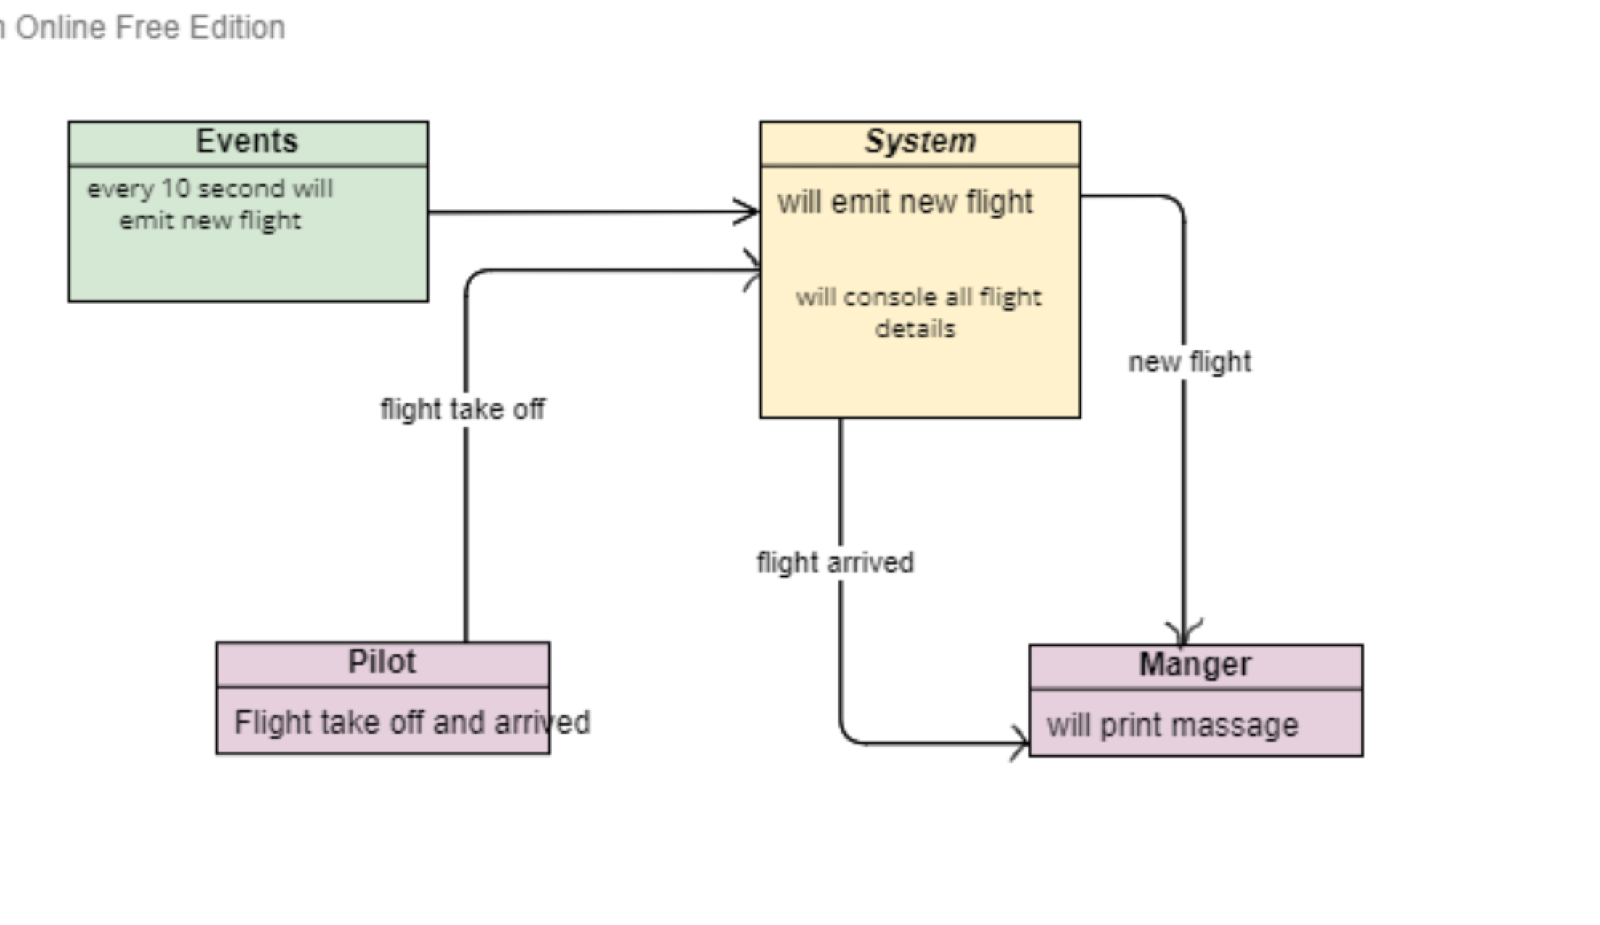 Online Free Edition
Events
every 10 second will
emit new flight
System
will emit new flight
will console all flight
details
new flight
flight take off
flight arrived
Pilot
Flight take off and arrived
Manger
will print massage